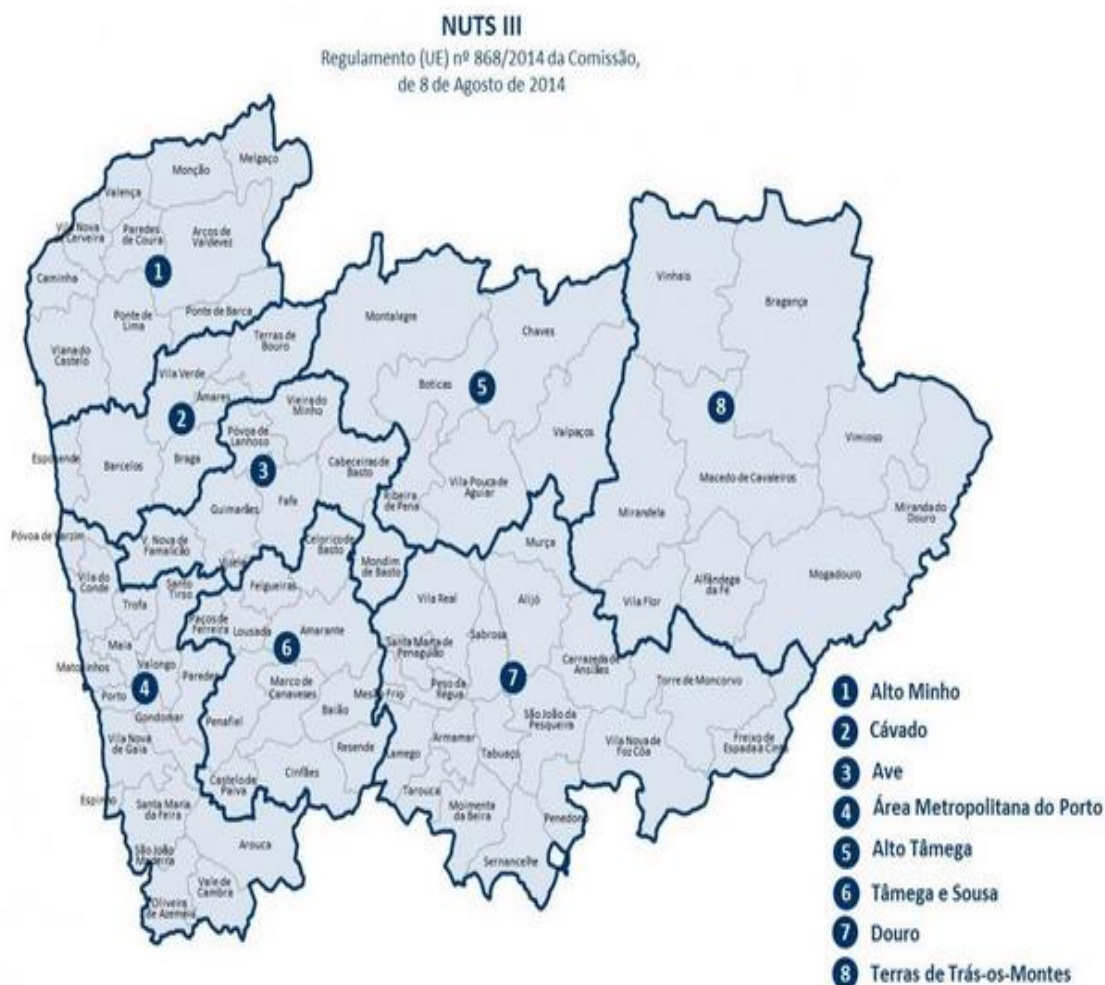 NUTS III
Regulamento (UE) nº 868/2014 da Comissão,
de 8 de Agosto de 2014
Melgaço
Monção
Valença
Vila Nova
de Cerveira
Paredes
de Coura
Arcos de
Valdevez
Caminha
1
Ponte de
Lima
Ponte de Barca
Viana do
Castelo
Terras de
Bouro
Vila Verde
Amares
2
Esposende
Barcelos
Braga
Vieira do
Minho
Póvoa de
Lanhoso
3
Cabeceiras de
Basto
Fafe
Guimarães
V. Nova de
Famalicão
Vizela
Celorico de
Basto
Mondim
de Basto
Montalegre
Chaves
Boticas
5
Valpaços
Vila Pouca de
Aguiar
Ribeira
de Pena
Vinhais
Bragança
8
Vimioso
Macedo de Cavaleiros
Mirandela
Miranda do
Douro
Mogadouro
Alfândega
da Fé
Vila Flor
Póvoa de Varzim
Vila do
Conde
Santo
Tirso
Trofa
Maia
Matosinhos
Valongo
Paredes
4
Porto
Gondomar
Vila Nova
de Gaia
Espinho
Santa Maria
da Feira
Arouca
São João
Madeira
Vale de
Cambra
Oliveira
de Azeméis
Felgueiras
Paços de
Ferreira
Lousada
Amarante
6
Marco de
Canaveses
Penafiel
Baião
Resende
Cinfães
Castelo de
Paiva
Mesão Frio
Murça
Vila Real
Alijó
Sabrosa
Santa Marta de
Penaguião
Carrazeda de
Ansiães
7
Peso da
Régua
Torre de Moncorvo
São João da
Pesqueira
Armamar
Tabuaço
Lamego
Vila Nova de
Foz Côa
Freixo de
Espada à Cinta
Tarouca
Moimenta
da Beira
Penedono
Sernancelhe
1 Alto Minho
2 Cávado
3 Ave
4 Área Metropolitana do Porto
5 Alto Tâmega
6 Tâmega e Sousa
7 Douro
8 Terras de Trás-os-Montes